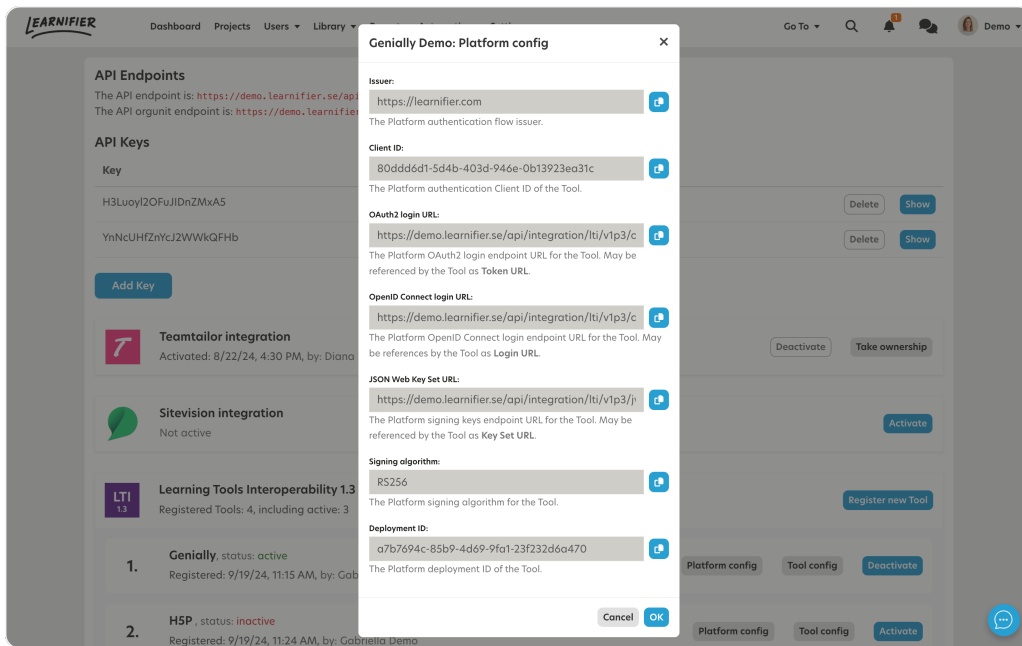 LEARNIFIER
Dashboard Projects Users Library
Go To
1
Demo
API Endpoints
The API endpoint is: https://demo.learnifier.se/api
The API orgunit endpoint is: https://demo.learnifier
API Keys
Key
H3Luoyl2OFuJIDnZMxA5
Delete Show
YnNcUHfZnYcJ2WWkQFHb
Delete Show
Add Key
Teamtailor integration
Activated: 8/22/24, 4:30 PM, by: Diana
Deactivate Take ownership
Sitevision integration
Not active
Activate
LTI
1.3
Learning Tools Interoperability 1.3
Registered Tools: 4, including active: 3
Register new Tool
1.
Genially, status: active
Registered: 9/19/24, 11:15 AM, by: Gab
Platform config Tool config Deactivate
2.
H5P , status: inactive
Registered: 9/19/24, 11:24 AM, by: Gabriella Demo
Platform config Tool config Activate
Genially Demo: Platform config
Issuer:
https://learnifier.com
The Platform authentication flow issuer.
Client ID:
80ddd6d1-5d4b-403d-946e-0b13923ea31c
The Platform authentication Client ID of the Tool.
OAuth2 login URL:
https://demo.learnifier.se/api/integration/lti/v1p3/c
The Platform OAuth2 login endpoint URL for the Tool. May be
referenced by the Tool as Token URL.
OpenID Connect login URL:
https://demo.learnifier.se/api/integration/lti/v1p3/c
The Platform OpenID Connect login endpoint URL for the Tool. May
be references by the Tool as Login URL.
JSON Web Key Set URL:
https://demo.learnifier.se/api/integration/lti/v1p3/j
The Platform signing keys endpoint URL for the Tool. May be
referenced by the Tool as Key Set URL.
Signing algorithm:
RS256
The Platform signing algorithm for the Tool.
Deployment ID:
a7b7694c-85b9-4d69-9fa1-23f232d6a470
The Platform deployment ID of the Tool.
Cancel OK